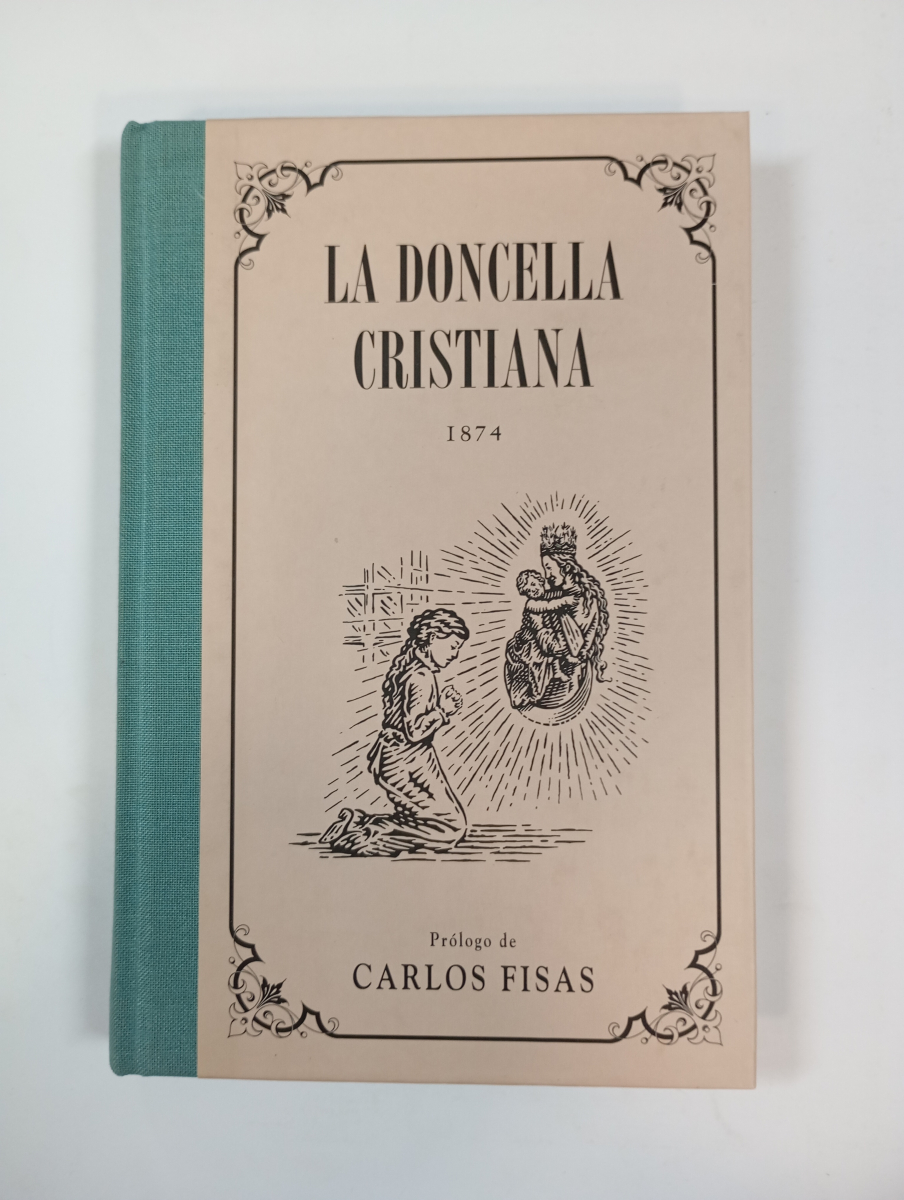 LA DONCELLA
CRISTIANA
1874
Prólogo de
CARLOS FISAS